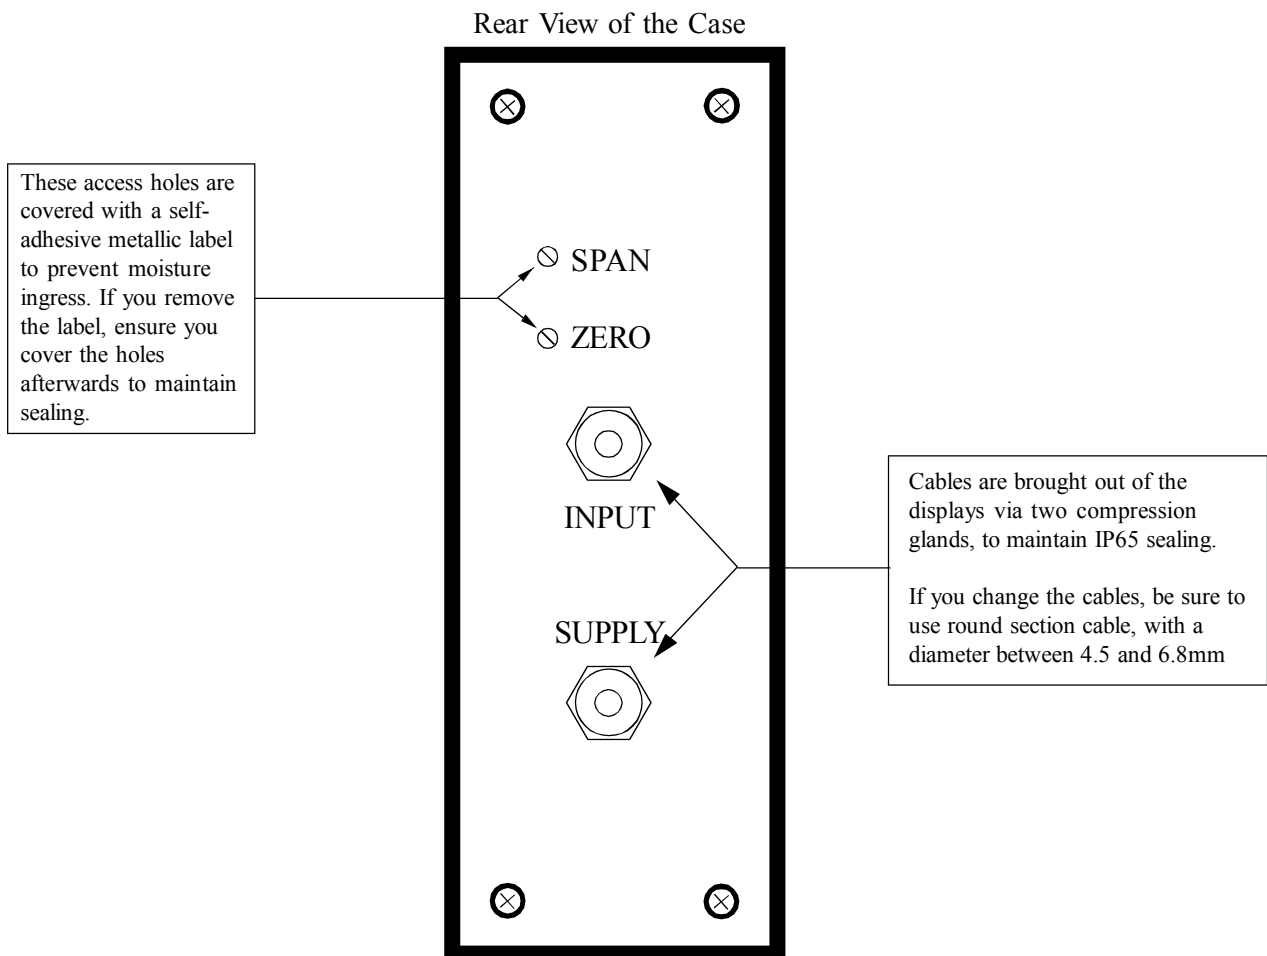 Rear View of the Case
These access holes are
covered with a self-
adhesive metallic label
to prevent moisture
ingress. If you remove
the label, ensure you
cover the holes
afterwards to maintain
sealing.
SPAN
ZERO
INPUT
SUPPLY
Cables are brought out of the
displays via two compression
glands, to maintain IP65 sealing.
If you change the cables, be sure to
use round section cable, with a
diameter between 4.5 and 6.8mm